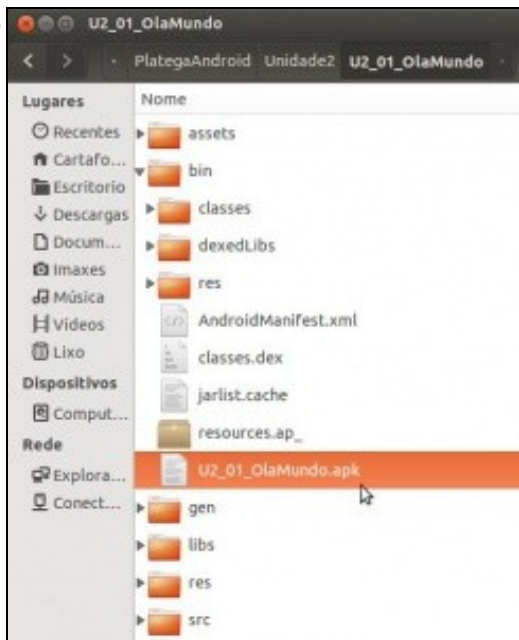 U2_01_OlaMundo
PlategaAndroid Unidade2 U2_01_OlaMundo
Lugares
Recentes
Cartafo...
Escritorio
Descargas
Docum...
Imaxes
Música
Vídeos
Lixo
Dispositivos
Comput...
Rede
Explora...
Conect...
Nome
assets
bin
classes
dexedLibs
res
AndroidManifest.xml
classes.dex
jarlist.cache
resources.ap_
U2_01_OlaMundo.apk
gen
libs
res
src